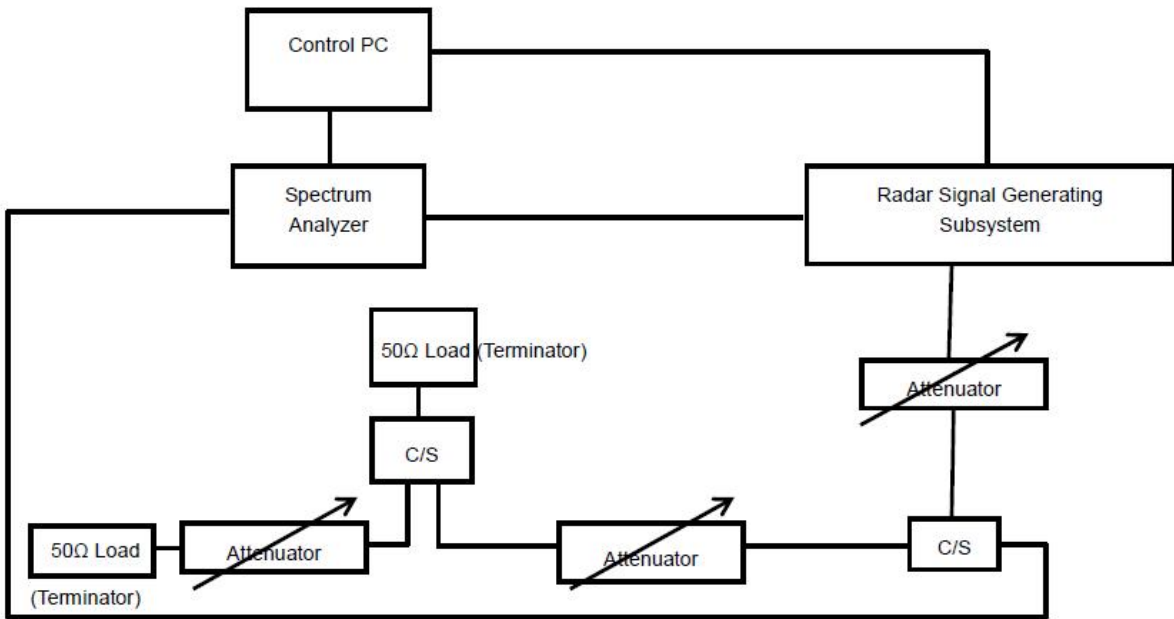 Control PC
Spectrum
Analyzer
Radar Signal Generating
Subsystem
50Ω Load (Terminator)
Attenuator
C/S
50Ω Load
(Terminator)
Attenuator
Attenuator
C/S